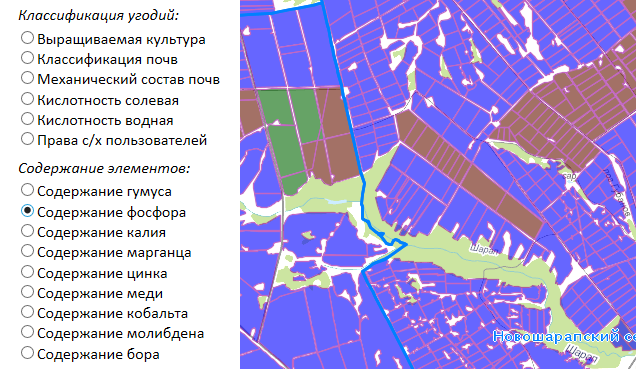 Классификация угодий:
Выращиваемая культура
Классификация почв
Механический состав почв
Кислотность солевая
Кислотность водная
Права с/х пользователей
Содержание элементов:
Содержание гумуса
Содержание фосфора
Содержание калия
Содержание марганца
Содержание цинка
Содержание меди
Содержание кобальта
Содержание молибдена
Содержание бора
Шарап
Новошарапский
Шарап